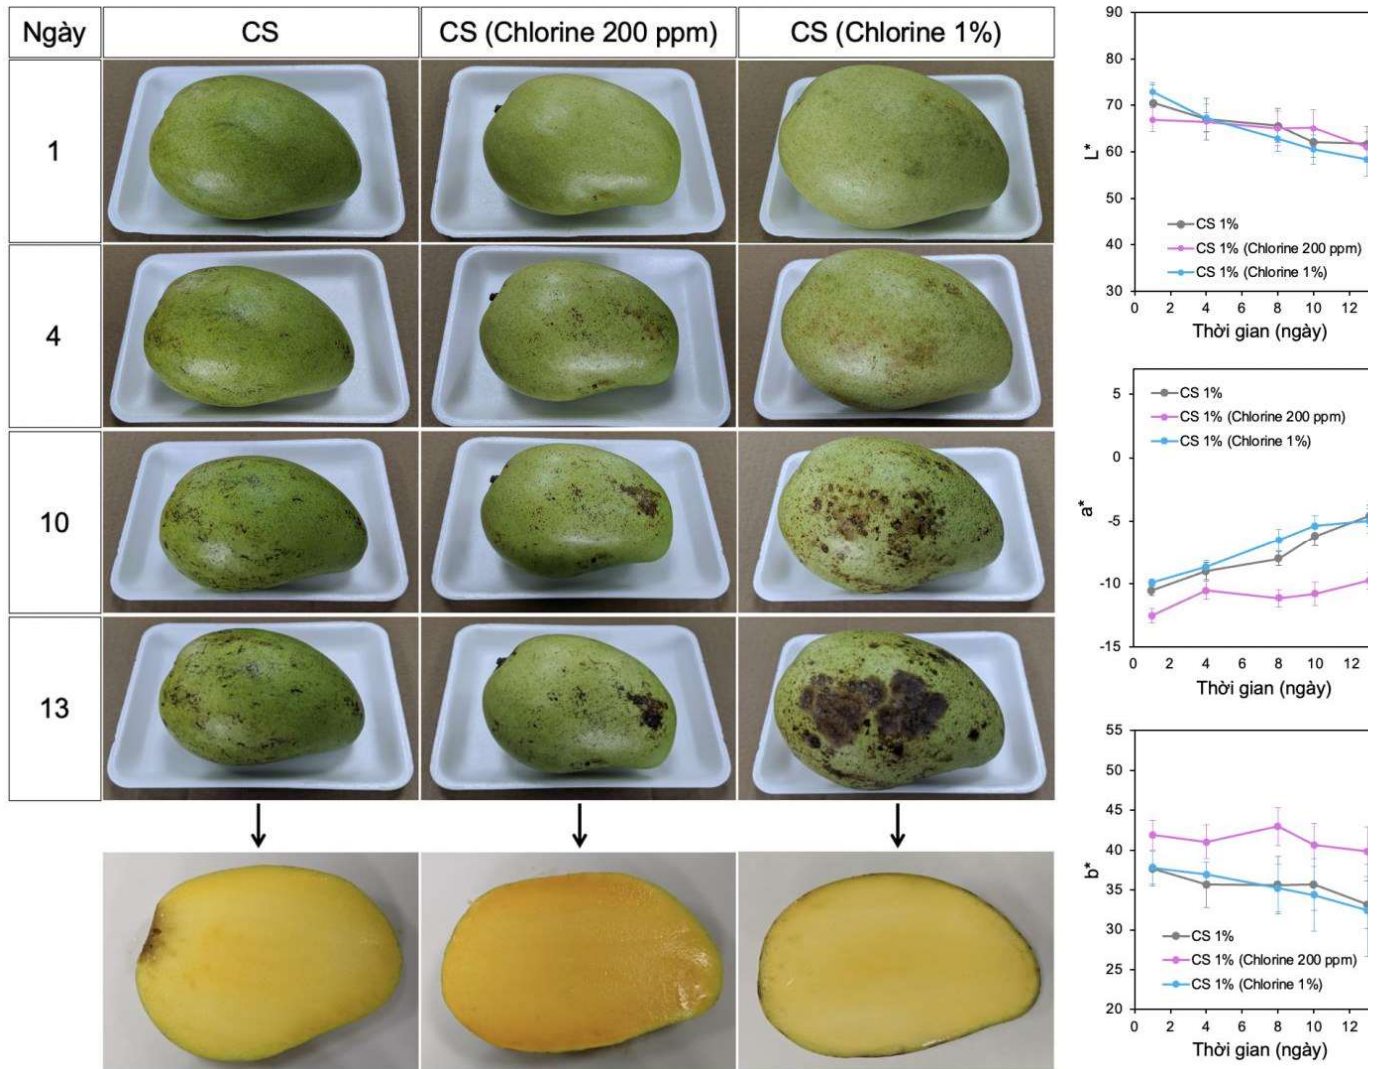 Ngày
CS
CS (Chlorine 200 ppm)
CS (Chlorine 1%)
1
4
10
13
90
80
70
60
50
40
30
L*
CS 1%
CS 1% (Chlorine 200 ppm)
CS 1% (Chlorine 1%)
0 2 4 6 8 10 12
Thời gian (ngày)
5
0
-5
-10
-15
a*
CS 1%
CS 1% (Chlorine 200 ppm)
CS 1% (Chlorine 1%)
0 2 4 6 8 10 12
Thời gian (ngày)
55
50
45
40
35
30
25
20
b*
CS 1%
CS 1% (Chlorine 200 ppm)
CS 1% (Chlorine 1%)
0 2 4 6 8 10 12
Thời gian (ngày)